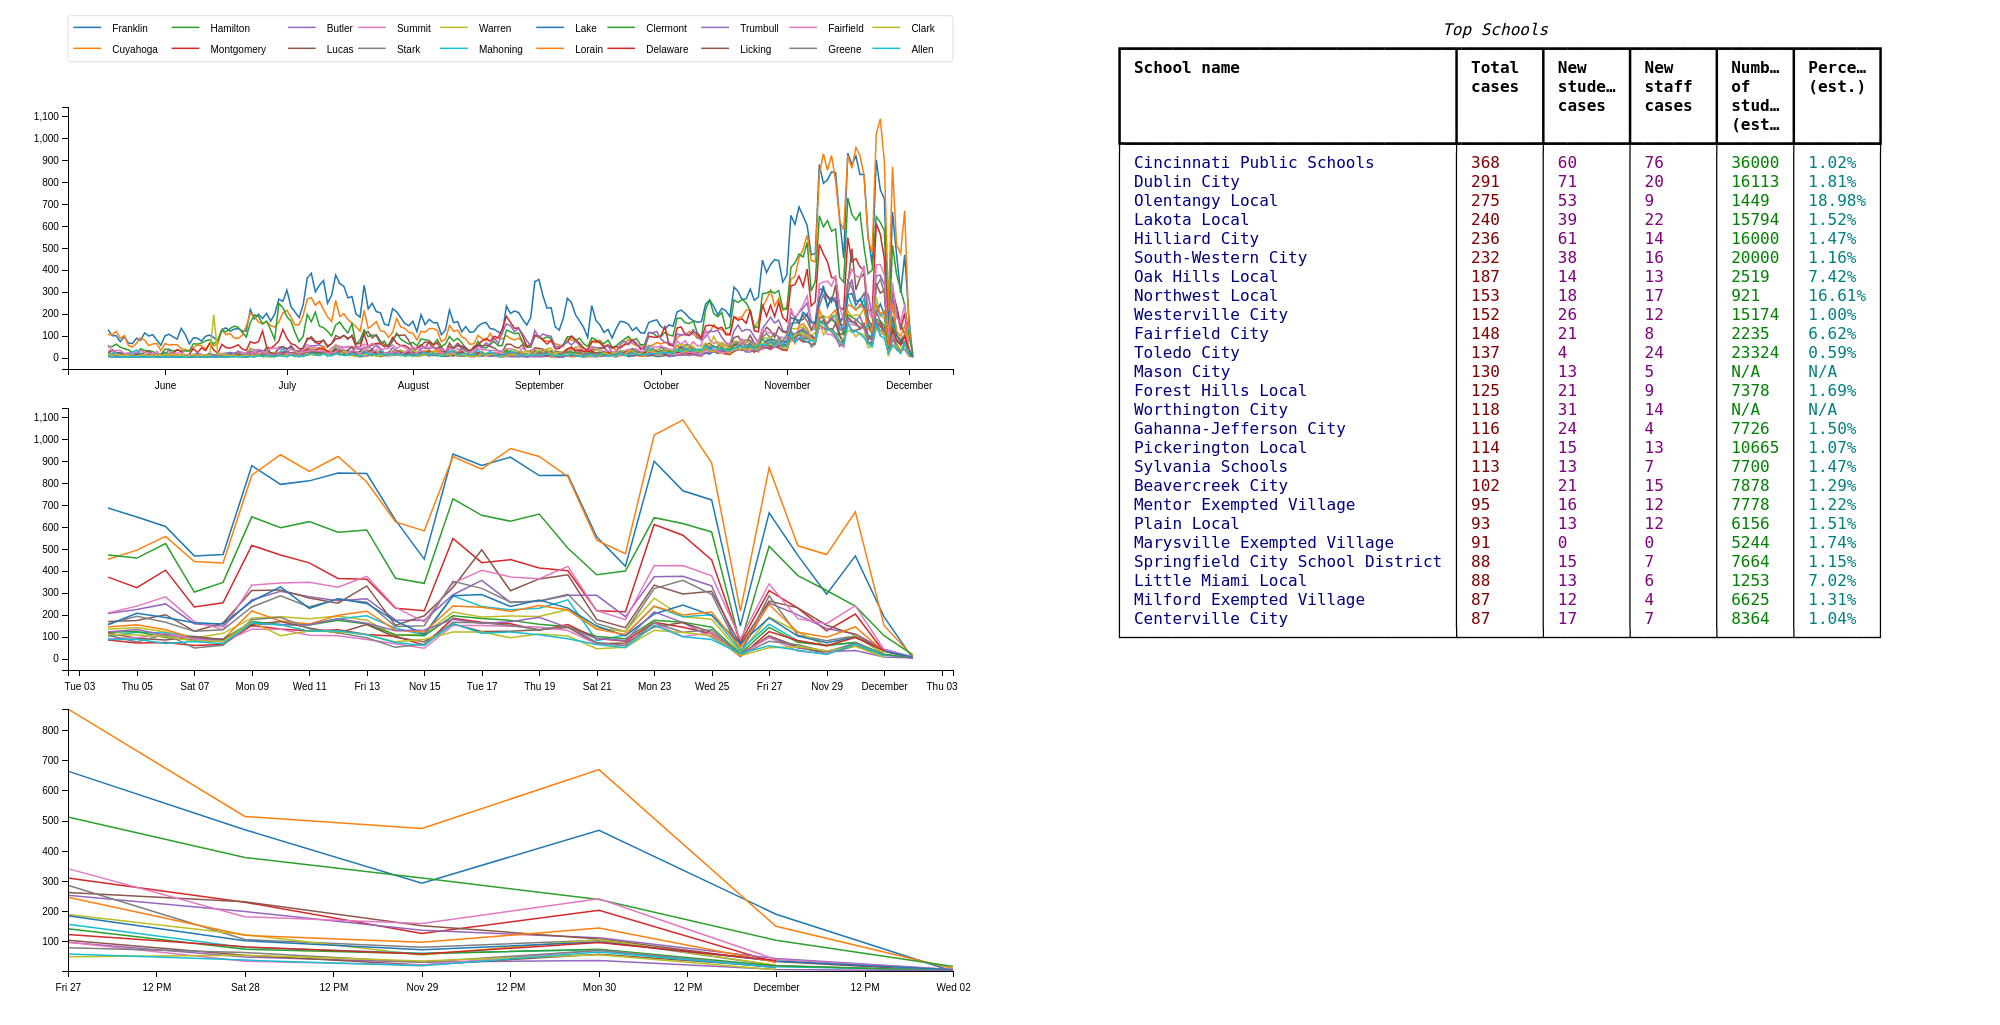 Franklin Hamilton Butler Summit Warren Lake Clermont Trumbull Fairfield Clark
Cuyahoga Montgomery Lucas Stark Mahoning Lorain Delaware Licking Greene Allen
1,100
1,000
900
800
700
600
500
400
300
200
100
0
June July August September October November December
1,100
1,000
900
800
700
600
500
400
300
200
100
0
Tue 03 Thu 05 Sat 07 Mon 09 Wed 11 Fri 13 Nov 15 Tue 17 Thu 19 Sat 21 Mon 23 Wed 25 Fri 27 Nov 29 December Thu 03
800
700
600
500
400
300
200
100
Fri 27 12 PM Sat 28 12 PM Nov 29 12 PM Mon 30 12 PM December 12 PM Wed 02
Top Schools
School name Total New New Numb… Perce…
cases stude… staff of (est.)
cases cases stud…
(est…
Cincinnati Public Schools 368 60 76 36000 1.02%
Dublin City 291 71 20 16113 1.81%
Olentangy Local 275 53 9 1449 18.98%
Lakota Local 240 39 22 15794 1.52%
Hilliard City 236 61 14 16000 1.47%
South-Western City 232 38 16 20000 1.16%
Oak Hills Local 187 14 13 2519 7.42%
Northwest Local 153 18 17 921 16.61%
Westerville City 152 26 12 15174 1.00%
Fairfield City 148 21 8 2235 6.62%
Toledo City 137 4 24 23324 0.59%
Mason City 130 13 5 N/A N/A
Forest Hills Local 125 21 9 7378 1.69%
Worthington City 118 31 14 N/A N/A
Gahanna-Jefferson City 116 24 4 7726 1.50%
Pickerington Local 114 15 13 10665 1.07%
Sylvania Schools 113 13 7 7700 1.47%
Beavercreek City 102 21 15 7878 1.29%
Mentor Exempted Village 95 16 12 7778 1.22%
Plain Local 93 13 12 6156 1.51%
Marysville Exempted Village 91 0 0 5244 1.74%
Springfield City School District 88 15 7 7664 1.15%
Little Miami Local 88 13 6 1253 7.02%
Milford Exempted Village 87 12 4 6625 1.31%
Centerville City 87 17 7 8364 1.04%